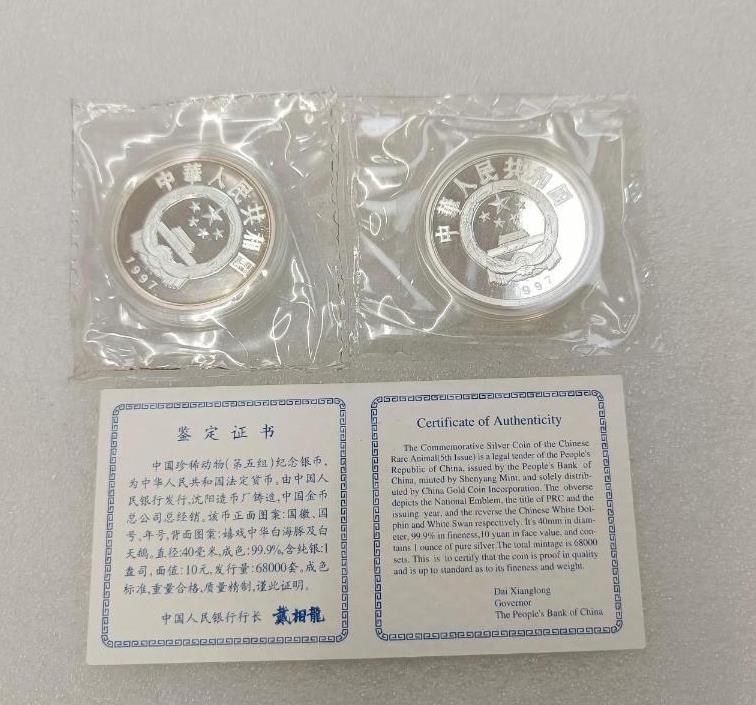 中華人民共和國
1997
中華人民共和國
1997
鉴定证书
中国珍稀动物(第五组)纪念银币,
为中华人民共和国法定货币。由中国人
民银行发行,沈阳造币厂铸造,中国金币
总公司总经销。该币正面图案:国徽、国
号、年号,背面图案:嬉戏中华白海豚及白
天鹅,直径:40毫米,成色:99.9%,含纯银:1
盎司,面值:10元,发行量:68000套。成色
标准,重量合格,质量精制,谨此证明。
中国人民银行行长 戴相龍
Certificate of Authenticity
The Commemorative Silver Coin of the Chinese
Rare Animal(5th Issue) is a legal tender of the People's
Republic of China, issued by the People's Bank of
China, minted by Shenyang Mint, and solely distrib-
uted by China Gold Coin Incorporation. The obverse
depicts the National Emblem, the title of PRC and the
issuing year, and the reverse the Chinese White Dol-
phin and White Swan respectively. It's 40mm in diam-
eter, 99.9% in fineness,10 yuan in face value, and con-
tains 1 ounce of pure silver.The total mintage is 68000
sets. This is to certify that the coin is proof in quality
and is up to standard as to its fineness and weight.
Dai Xianglong
Governor
The People's Bank of China